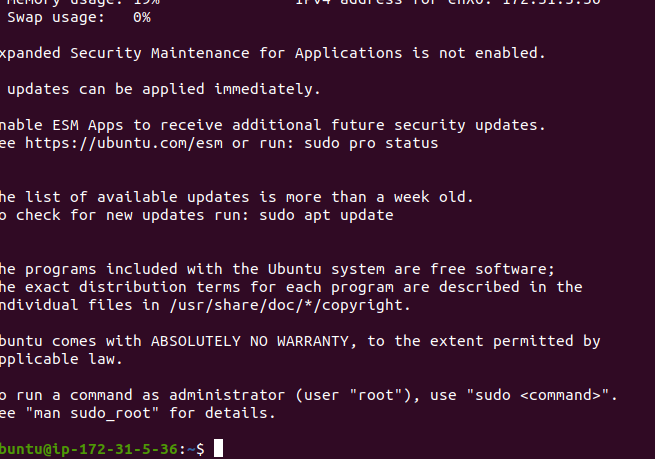 Memory usage: 19% IPv4 address for enX0: 172.31.5.36
Swap usage: 0%
xpanded Security Maintenance for Applications is not enabled.
updates can be applied immediately.
nable ESM Apps to receive additional future security updates.
ee https://ubuntu.com/esm or run: sudo pro status
he list of available updates is more than a week old.
o check for new updates run: sudo apt update
he programs included with the Ubuntu system are free software;
he exact distribution terms for each program are described in the
ndividual files in /usr/share/doc/*/copyright.
buntu comes with ABSOLUTELY NO WARRANTY, to the extent permitted by
pplicable law.
o run a command as administrator (user "root"), use "sudo <command>".
ee "man sudo_root" for details.
buntu@ip-172-31-5-36:~$